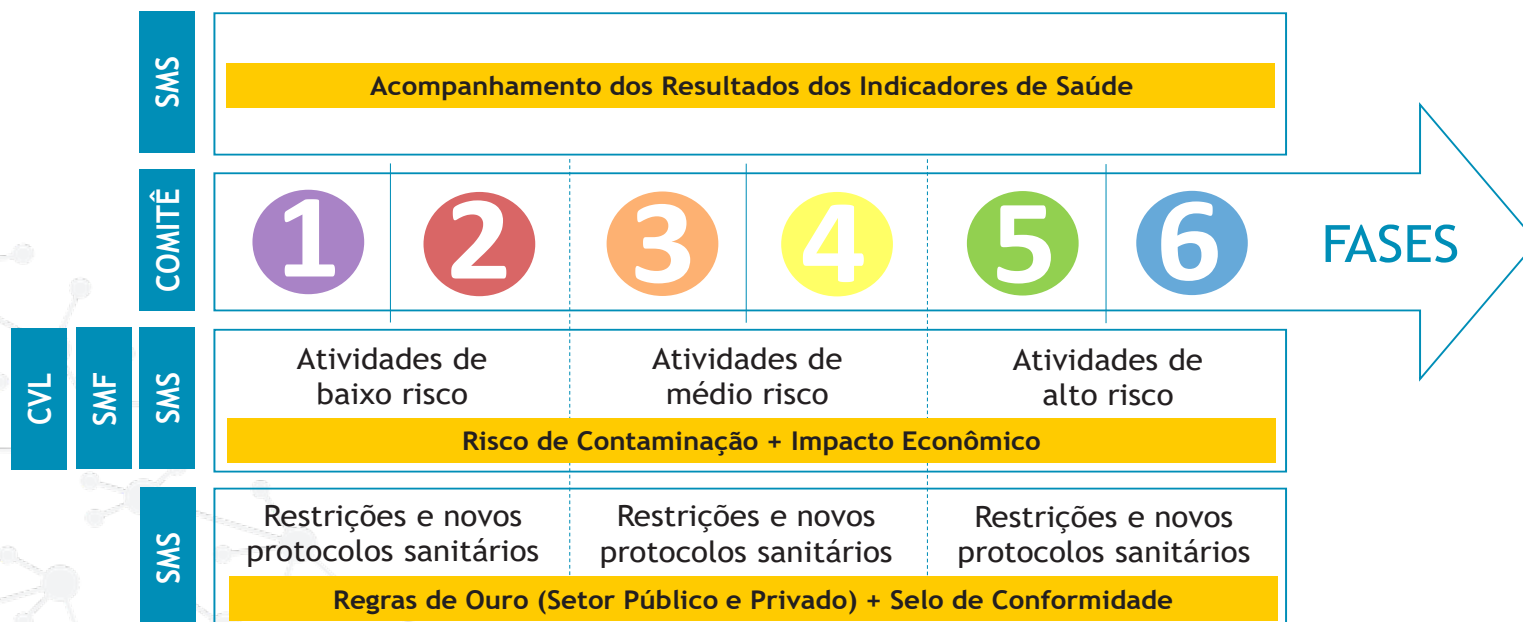 SMS
Acompanhamento dos Resultados dos Indicadores de Saúde
COMITÊ
1 2 3 4 5 6
FASES
CVL
SMF
SMS
Atividades de
baixo risco
Atividades de
médio risco
Atividades de
alto risco
Risco de Contaminação + Impacto Econômico
SMS
Restrições e novos
protocolos sanitários
Restrições e novos
protocolos sanitários
Restrições e novos
protocolos sanitários
Regras de Ouro (Setor Público e Privado) + Selo de Conformidade